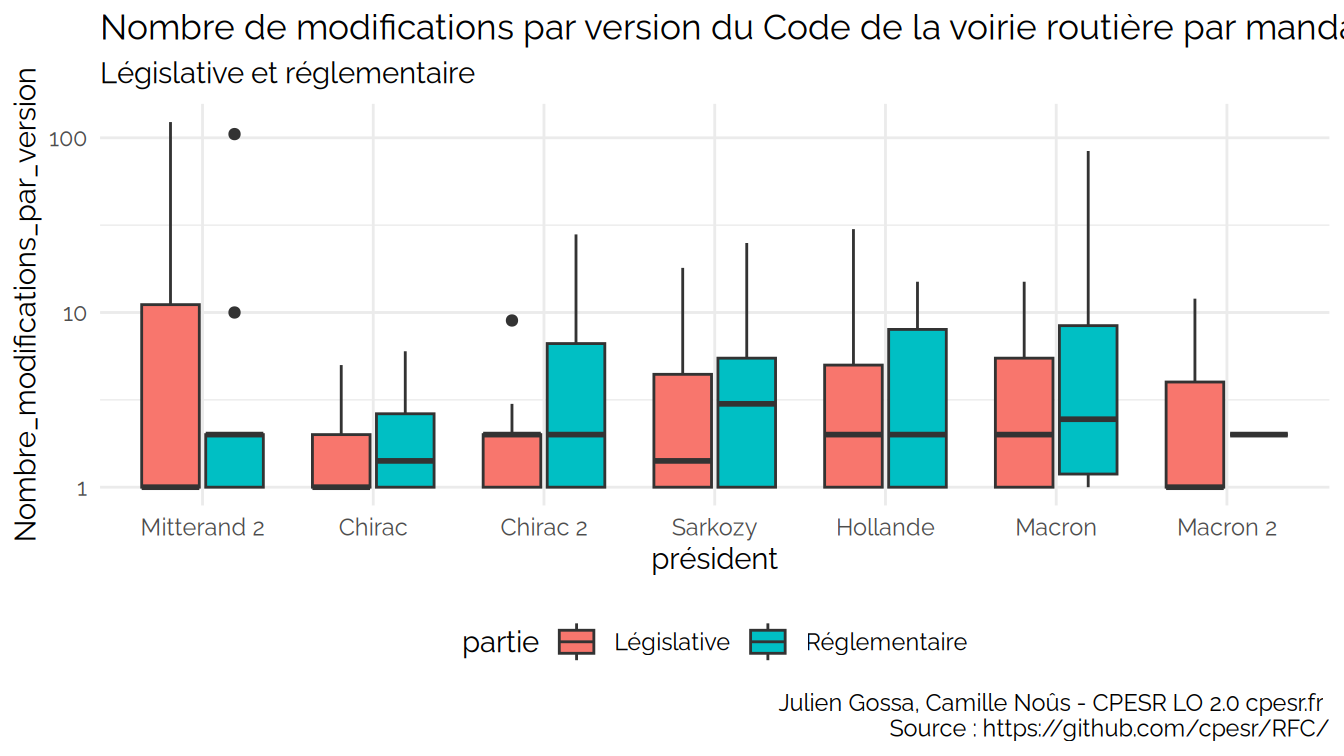 Nombre de modifications par version du Code de la voirie routière par manda
Législative et réglementaire
Nombre_modifications_par_version
100
10
1
Mitterand 2 Chirac Chirac 2 Sarkozy Hollande Macron Macron 2
président
partie Législative Réglementaire
Julien Gossa, Camille Noûs - CPESR LO 2.0 cpesr.fr
Source : https://github.com/cpesr/RFC/